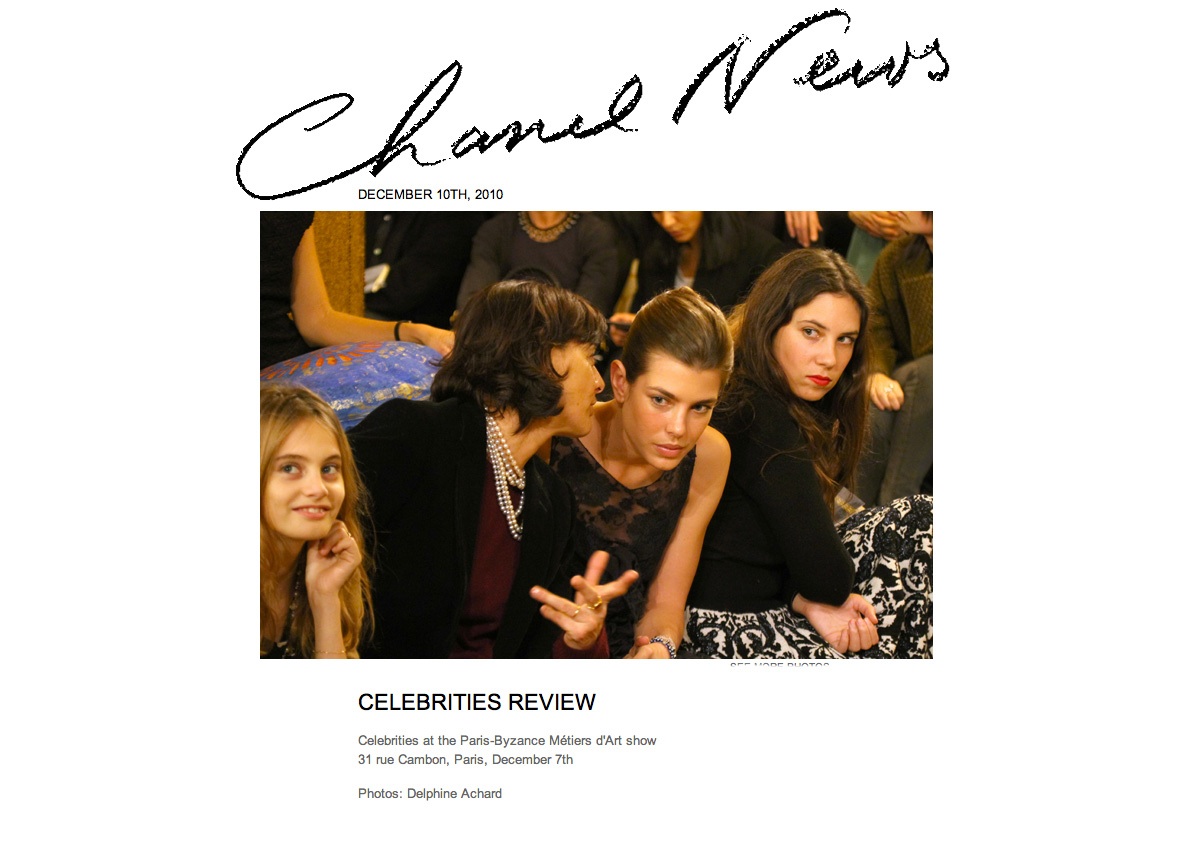 Chanel News
DECEMBER 10TH, 2010
SEE MORE PHOTOS
CELEBRITIES REVIEW
Celebrities at the Paris-Byzance Métiers d'Art show
31 rue Cambon, Paris, December 7th
Photos: Delphine Achard